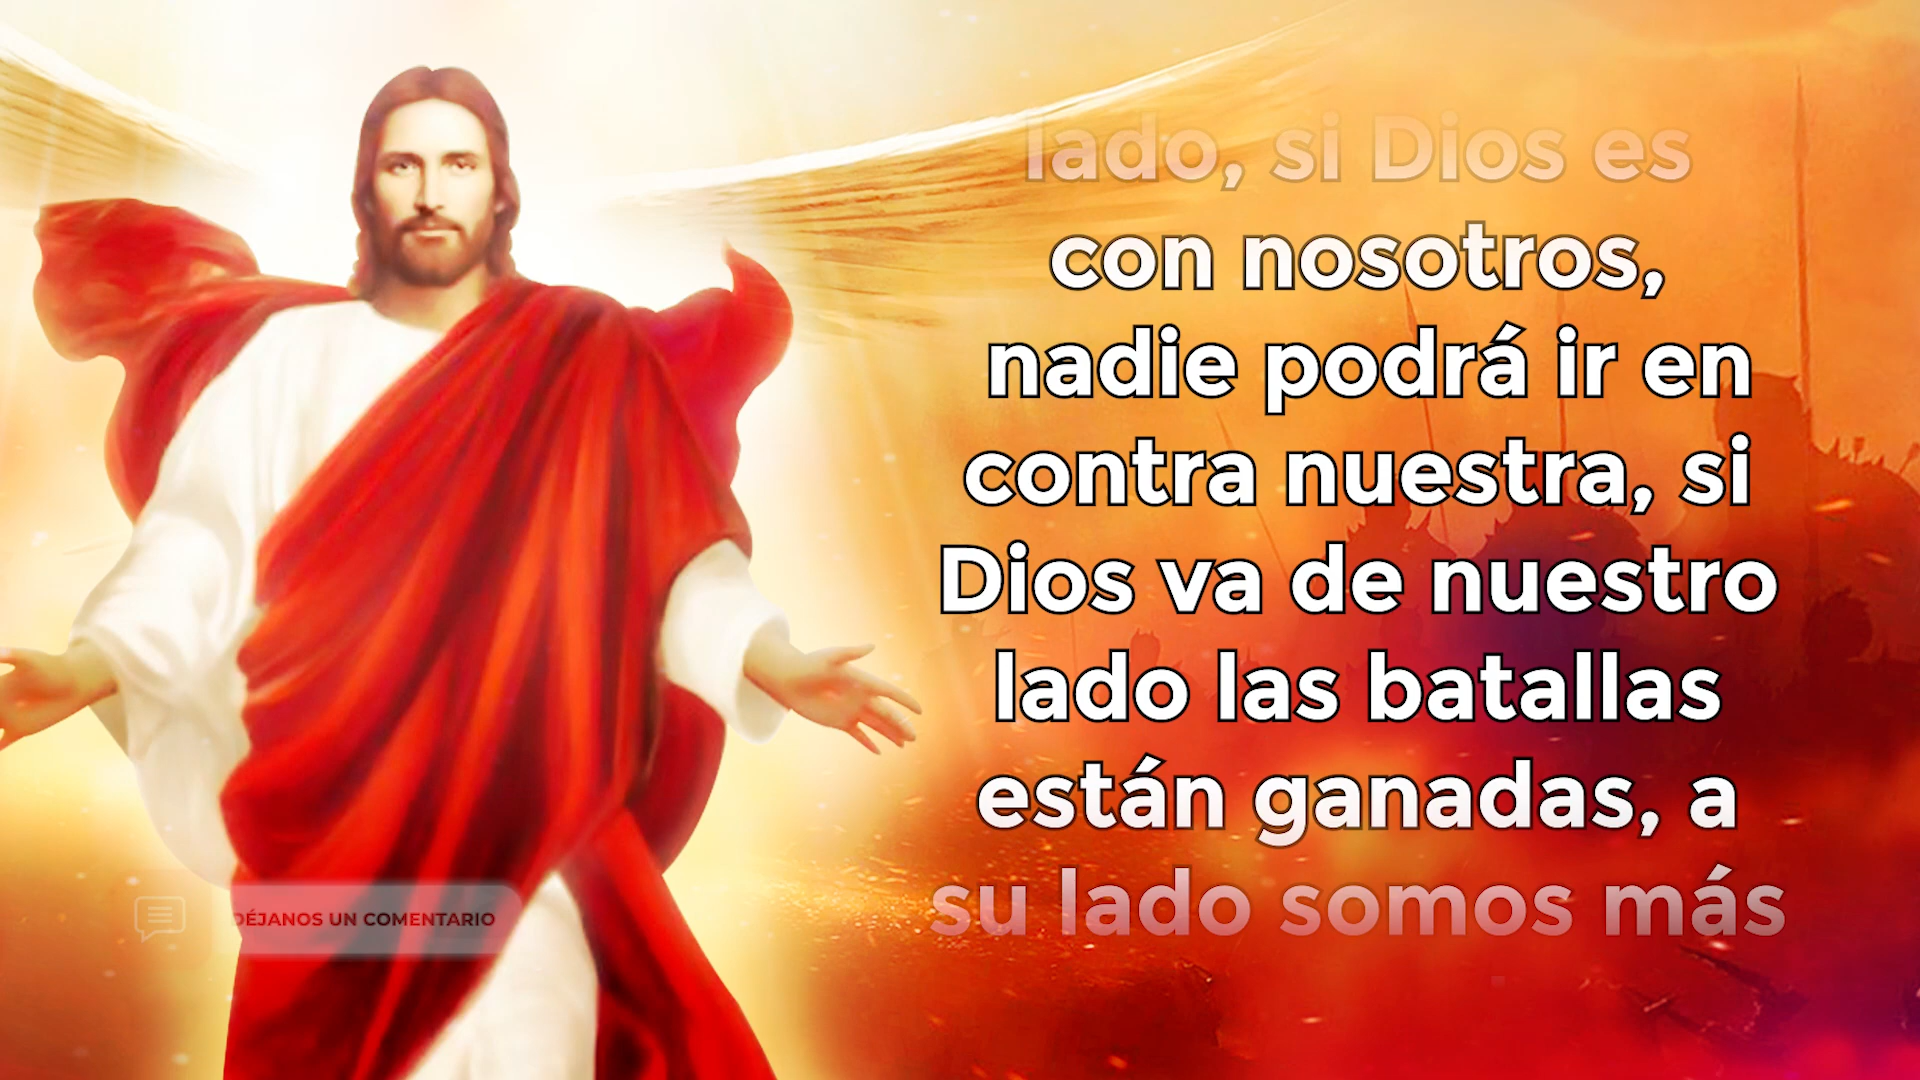 lado, si Dios es
con nosotros,
nadie podrá ir en
contra nuestra, si
Dios va de nuestro
lado las batallas
están ganadas, a
su lado somos más
DÉJANOS UN COMENTARIO